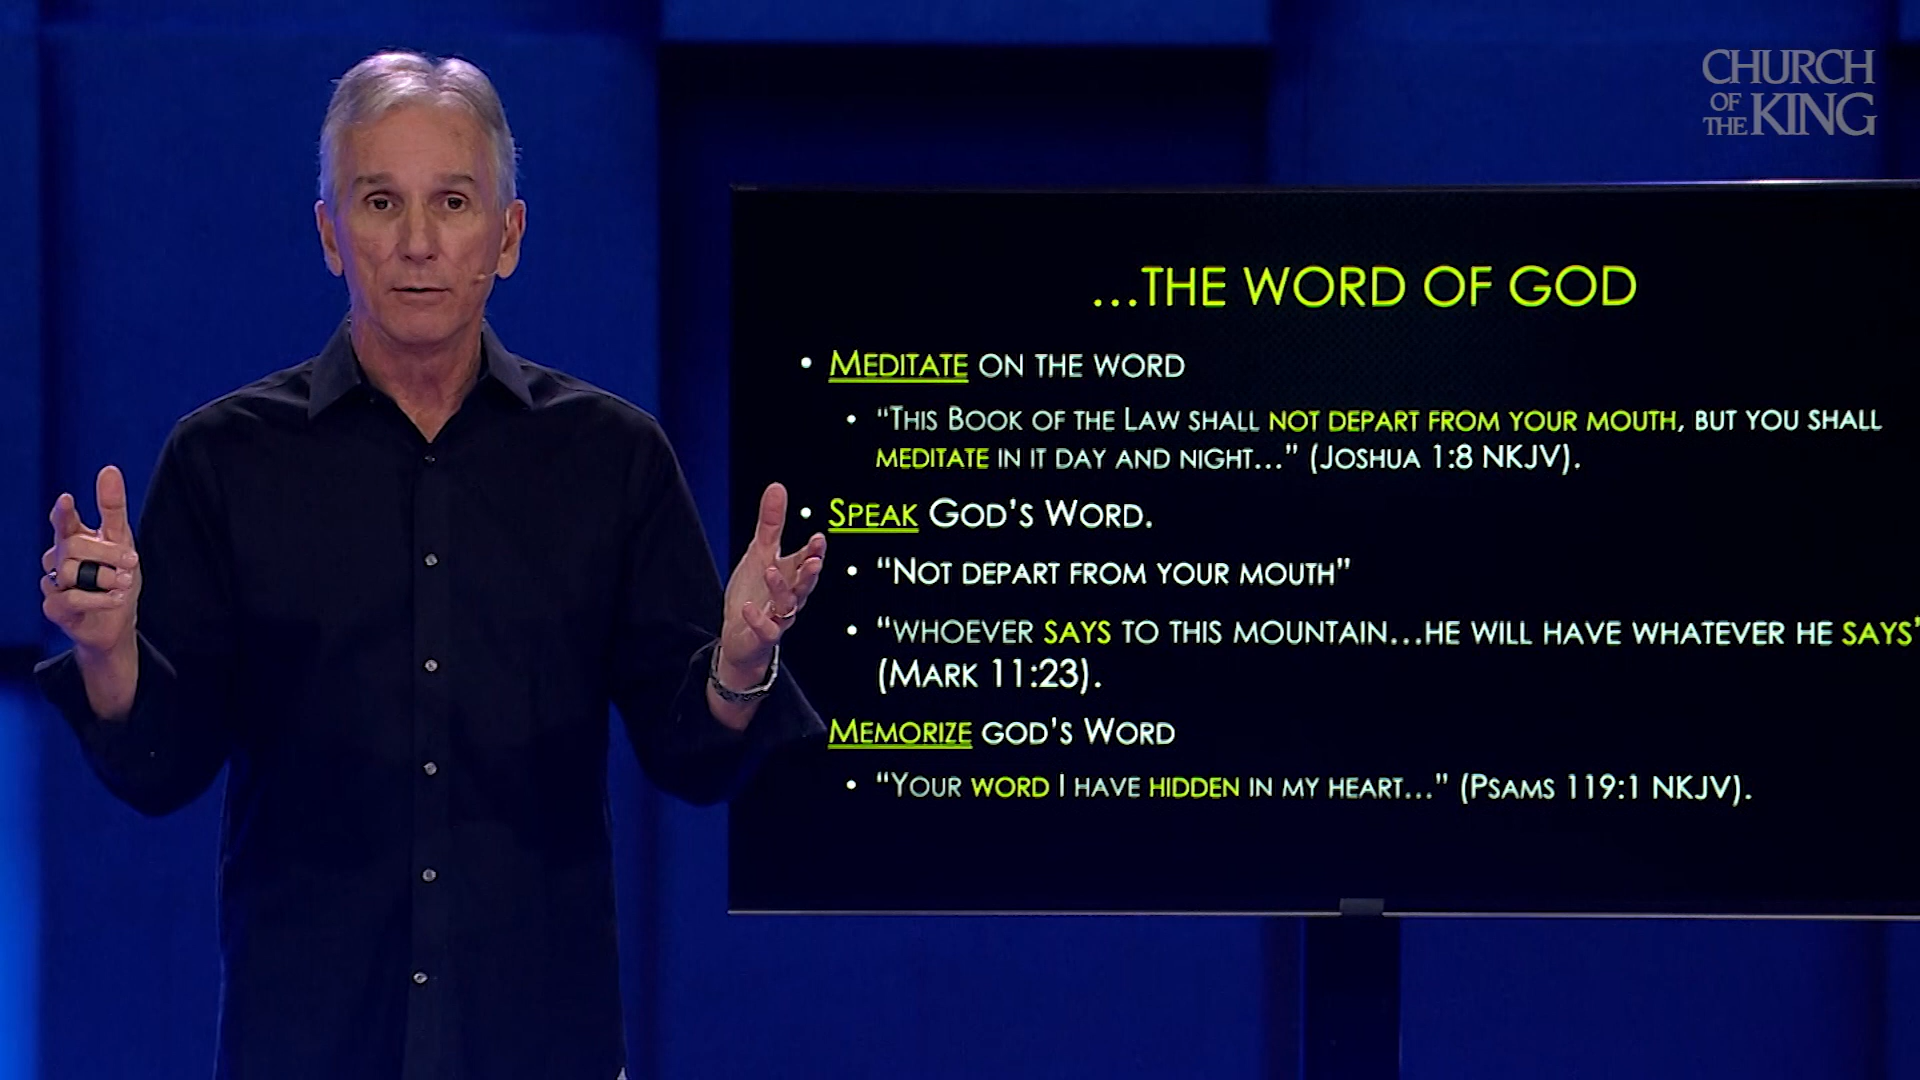 CHURCH
OF
THE KING
...THE WORD OF GOD
• MEDITATE ON THE WORD
• “THIS BOOK OF THE LAW SHALL NOT DEPART FROM YOUR MOUTH, BUT YOU SHALL
MEDITATE IN IT DAY AND NIGHT...” (JOSHUA 1:8 NKJV).
• SPEAK GOD’S WORD.
• “NOT DEPART FROM YOUR MOUTH”
• “WHOEVER SAYS TO THIS MOUNTAIN...HE WILL HAVE WHATEVER HE SAYS”
(MARK 11:23).
MEMORIZE GOD’S WORD
• “YOUR WORD I HAVE HIDDEN IN MY HEART...” (PSAMS 119:1 NKJV).